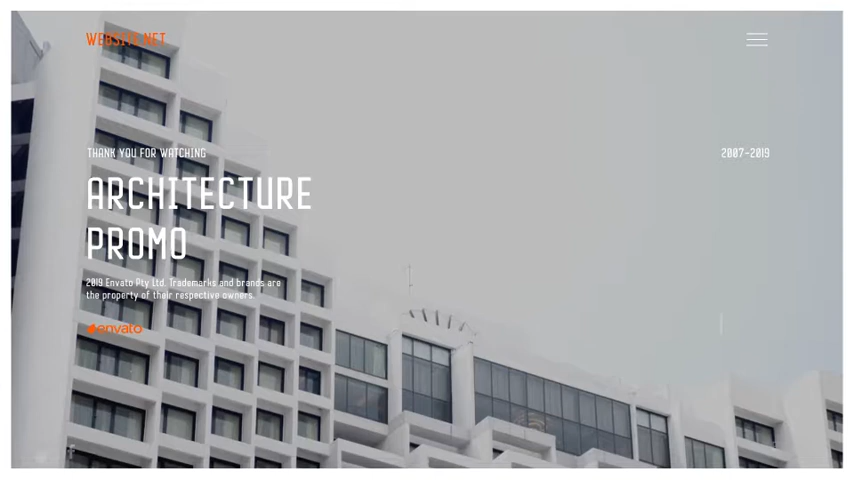 WEBSITE.NET
THANK YOU FOR WATCHING
2007-2019
ARCHITECTURE
PROMO
2019 Envato Pty Ltd. Trademarks and brands are
the property of their respective owners.
envato